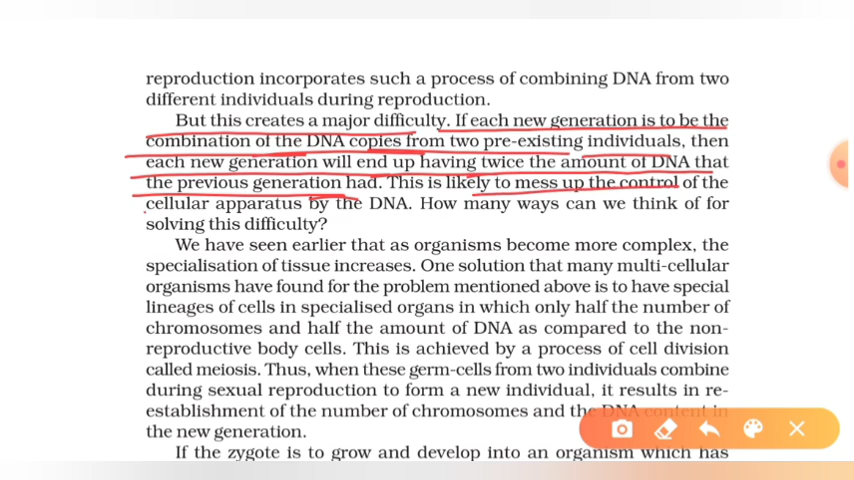 reproduction incorporates such a process of combining DNA from two
different individuals during reproduction.
But this creates a major difficulty. If each new generation is to be the
combination of the DNA copies from two pre-existing individuals, then
each new generation will end up having twice the amount of DNA that
the previous generation had. This is likely to mess up the control of the
cellular apparatus by the DNA. How many ways can we think of for
solving this difficulty?
We have seen earlier that as organisms become more complex, the
specialisation of tissue increases. One solution that many multi-cellular
organisms have found for the problem mentioned above is to have special
lineages of cells in specialised organs in which only half the number of
chromosomes and half the amount of DNA as compared to the non-
reproductive body cells. This is achieved by a process of cell division
called meiosis. Thus, when these germ-cells from two individuals combine
during sexual reproduction to form a new individual, it results in re-
establishment of the number of chromosomes and the DNA content in
the new generation.
If the zygote is to grow and develop into an organism which has